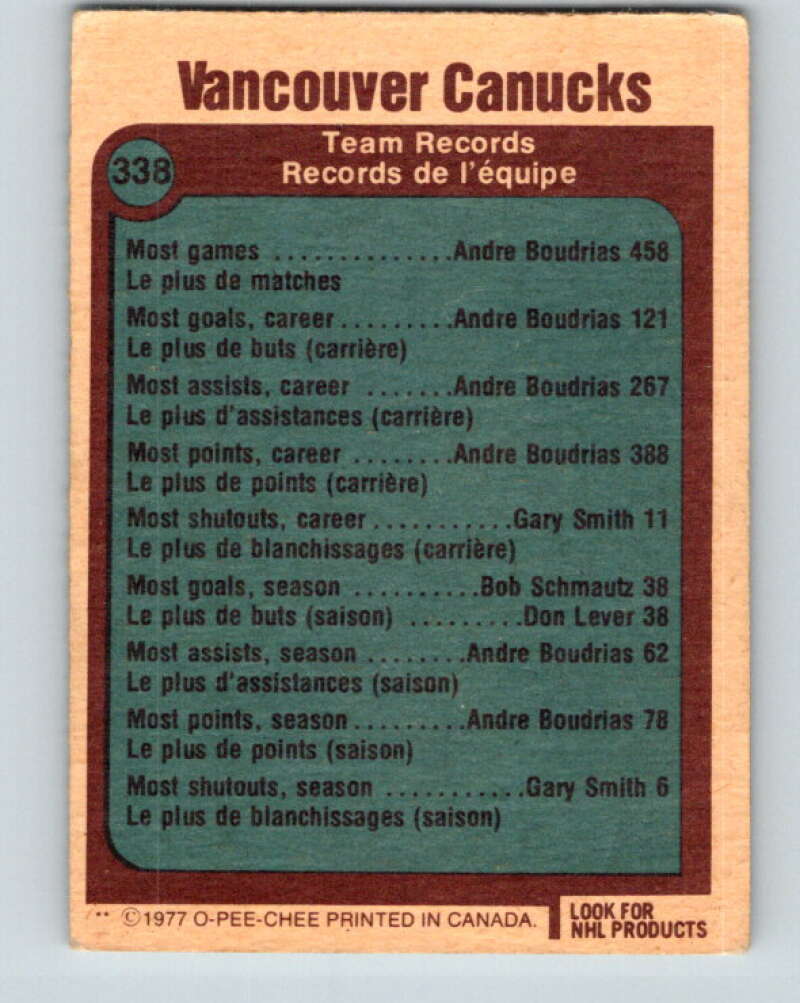 Vancouver Canucks
Team Records
Records de l'équipe
338
Most games ..............Andre Boudrias 458
Le plus de matches
Most goals, career.........Andre Boudrias 121
Le plus de buts (carrière)
Most assists, career .......Andre Boudrias 267
Le plus d'assistances (carrière)
Most points, career ........Andre Boudrias 388
Le plus de points (carrière)
Most shutouts, career...........Gary Smith 11
Le plus de blanchissages (carrière)
Most goals, season ..........Bob Schmautz 38
Le plus de buts (saison) .........Don Lever 38
Most assists, season ........Andre Boudrias 62
Le plus d'assistances (saison)
Most points, season.........Andre Boudrias 78
Le plus de points (saison)
Most shutouts, season ...........Gary Smith 6
Le plus de blanchissages (saison)
** ©1977 O-PEE-CHEE PRINTED IN CANADA.
LOOK FOR
NHL PRODUCTS